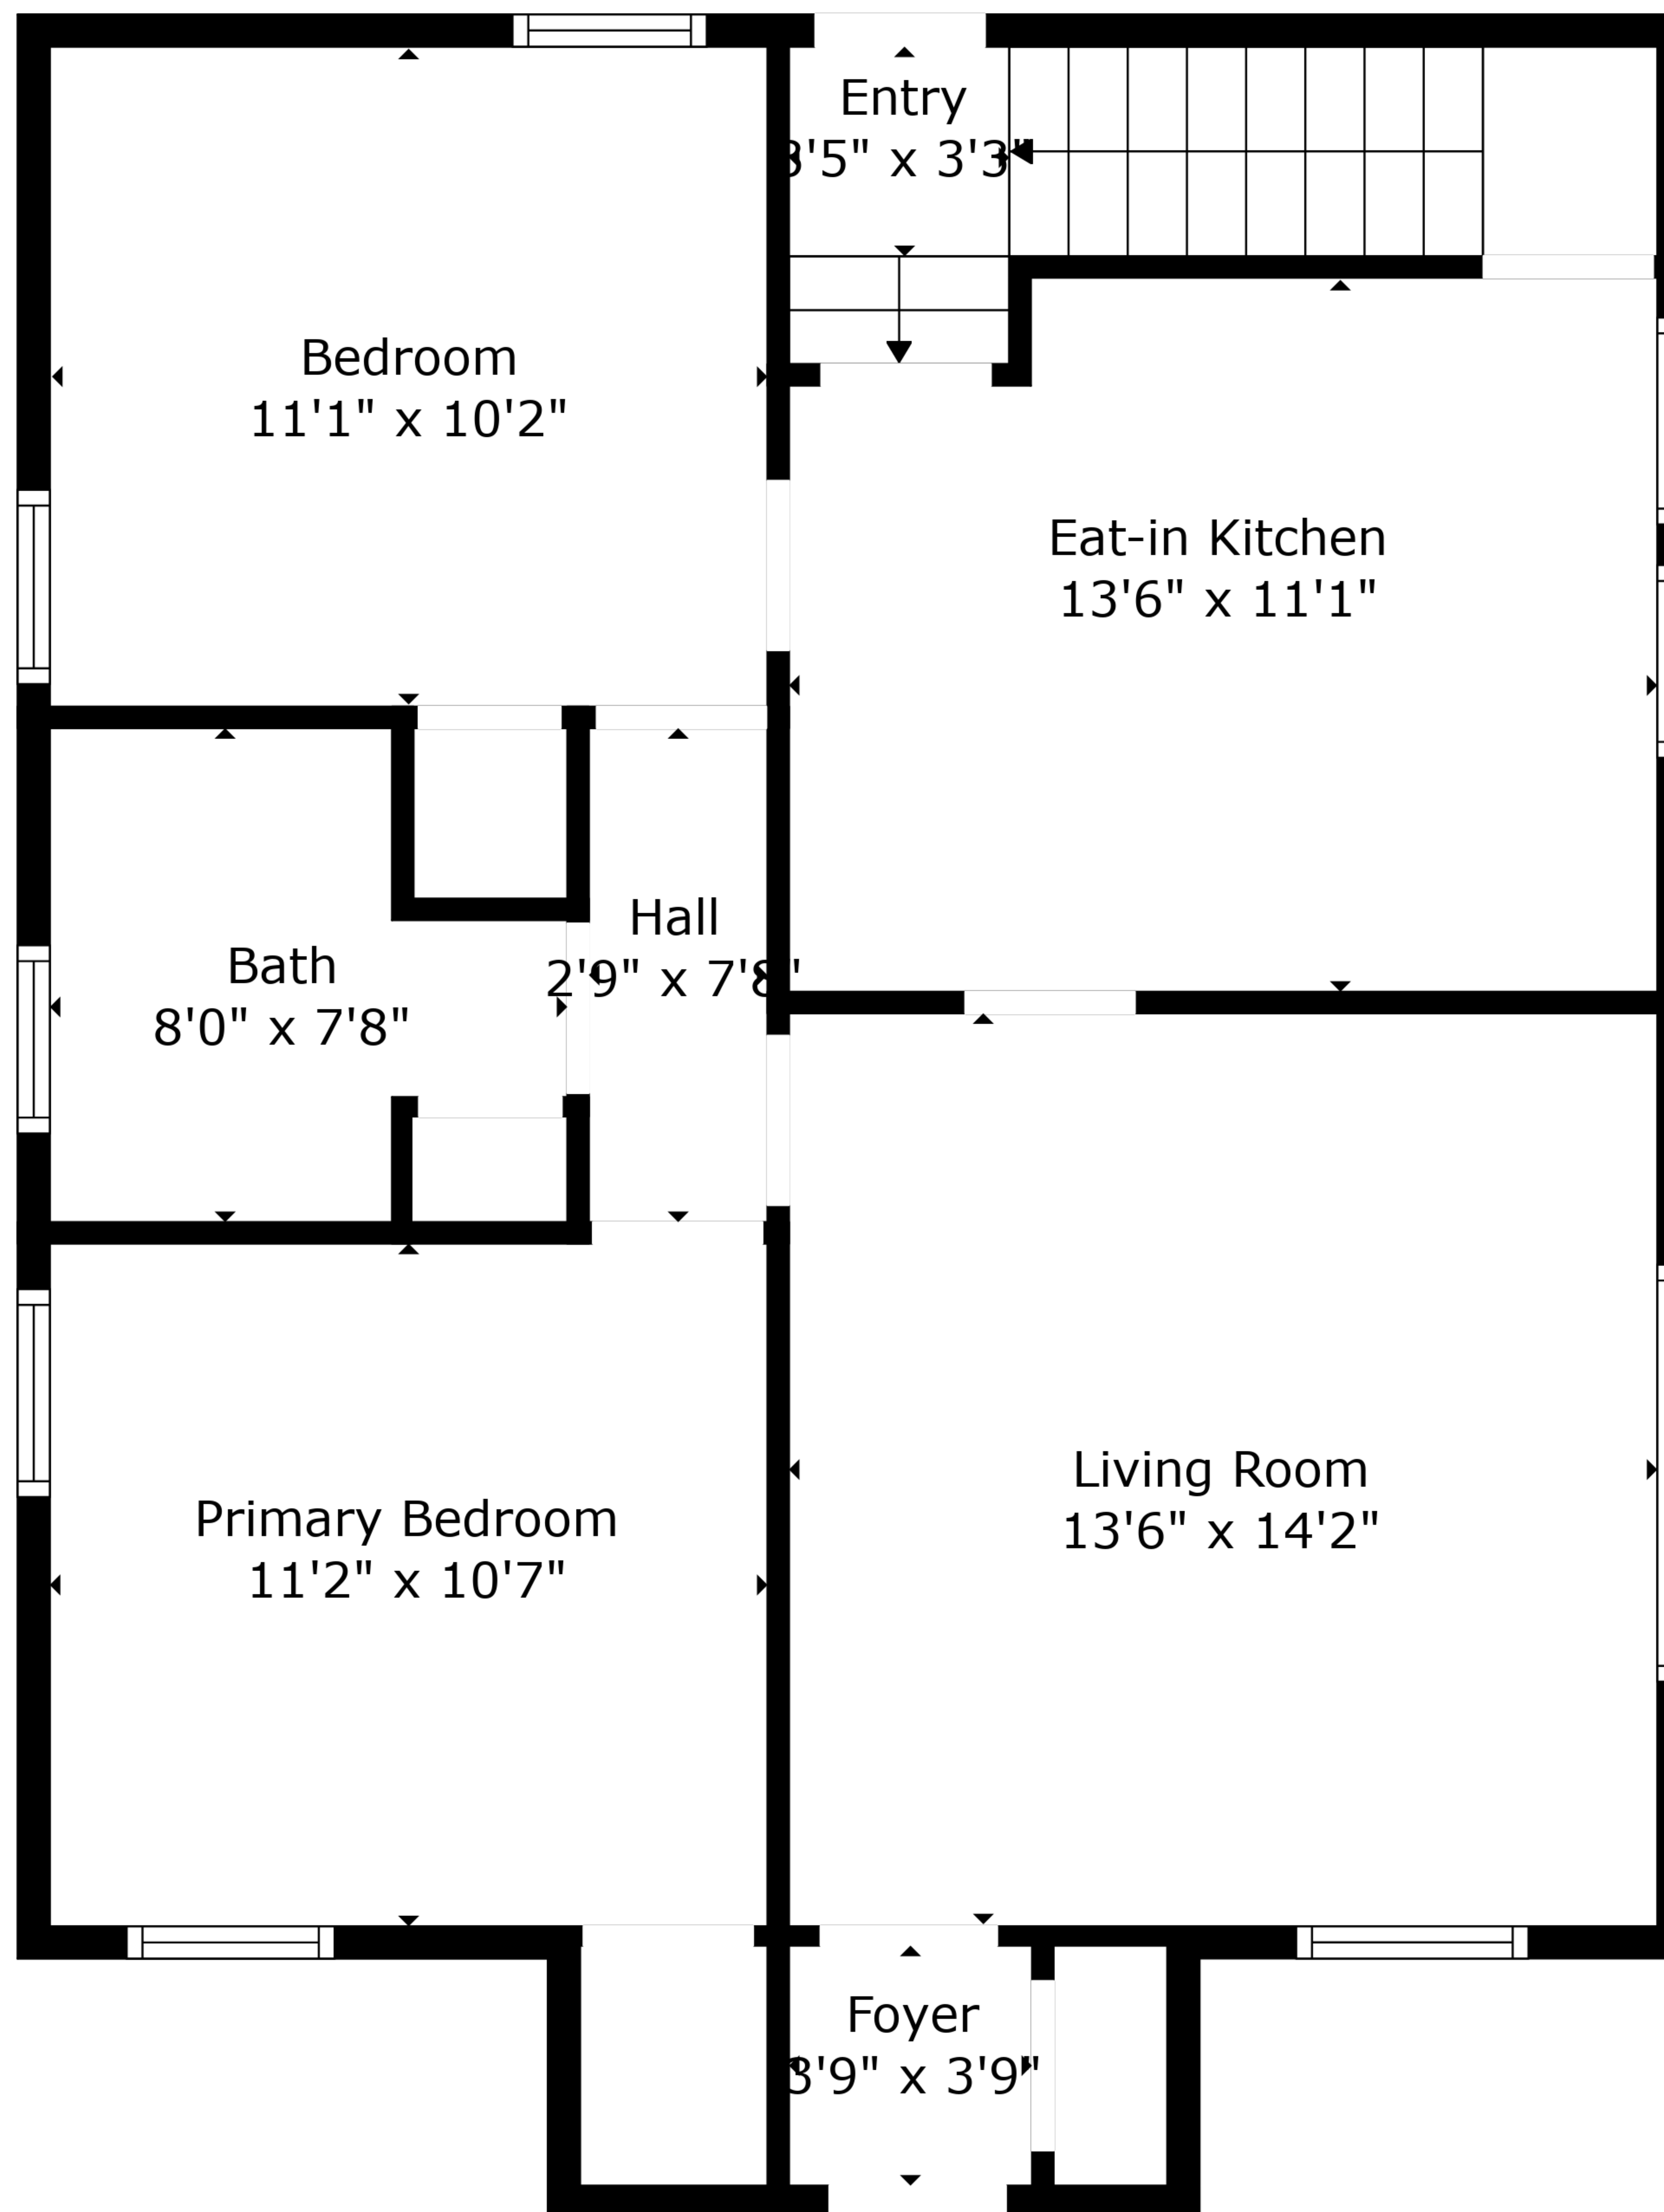 Entry
3'5" x 3'3"
Bedroom
11'1" x 10'2"
Eat-in Kitchen
13'6" x 11'1"
Hall
2'9" x 7'8"
Bath
8'0" x 7'8"
Living Room
13'6" x 14'2"
Primary Bedroom
11'2" x 10'7"
Foyer
3'9" x 3'9"